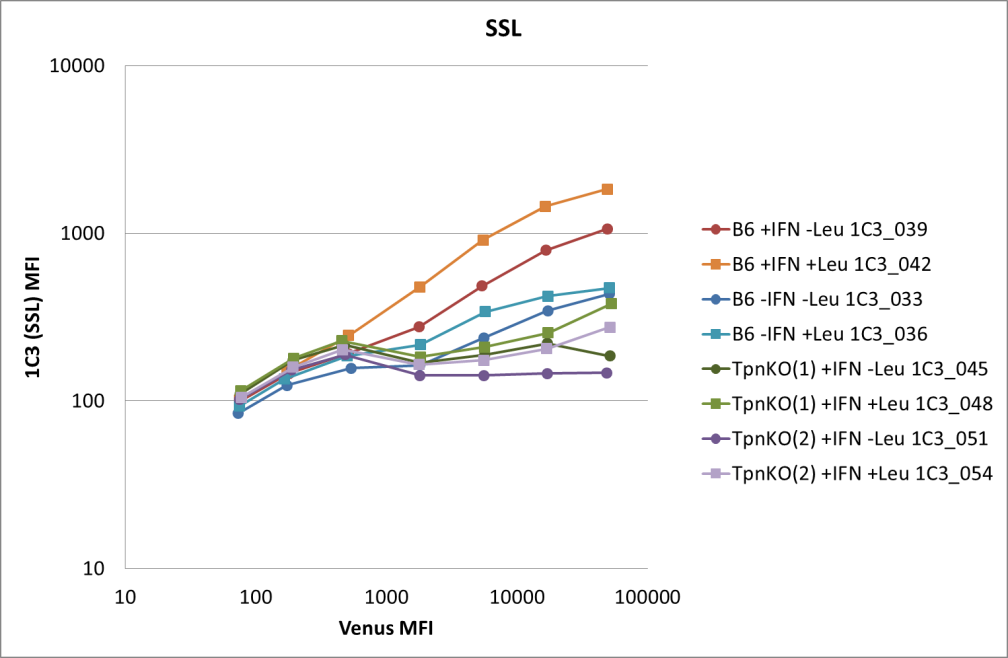 SSL
10000
1000
100
10
1C3 (SSL) MFI
10 100 1000 10000 100000
Venus MFI
B6 +IFN -Leu 1C3_039
B6 +IFN +Leu 1C3_042
B6 -IFN -Leu 1C3_033
B6 -IFN +Leu 1C3_036
TpnKO(1) +IFN -Leu 1C3_045
TpnKO(1) +IFN +Leu 1C3_048
TpnKO(2) +IFN -Leu 1C3_051
TpnKO(2) +IFN +Leu 1C3_054